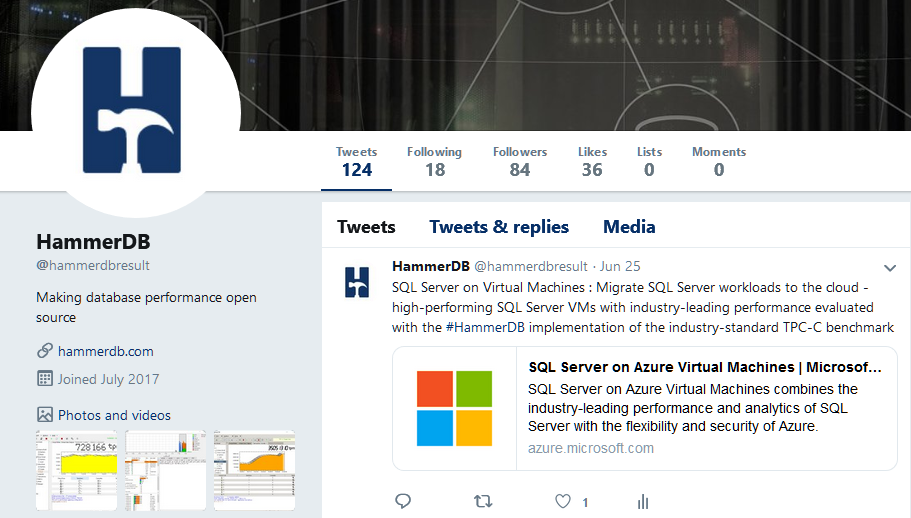 Tweets Following Followers Likes Lists Moments
124 18 84 36 0 0
HammerDB
@hammerdbresult
Making database performance open
source
hammerdb.com
Joined July 2017
Photos and videos
728166 tp
Tweets Tweets & replies Media
HammerDB @hammerdbresult · Jun 25
SQL Server on Virtual Machines : Migrate SQL Server workloads to the cloud -
high-performing SQL Server VMs with industry-leading performance evaluated
with the #HammerDB implementation of the industry-standard TPC-C benchmark
SQL Server on Azure Virtual Machines | Microsof...
SQL Server on Azure Virtual Machines combines the
industry-leading performance and analytics of SQL
Server with the flexibility and security of Azure.
azure.microsoft.com
1